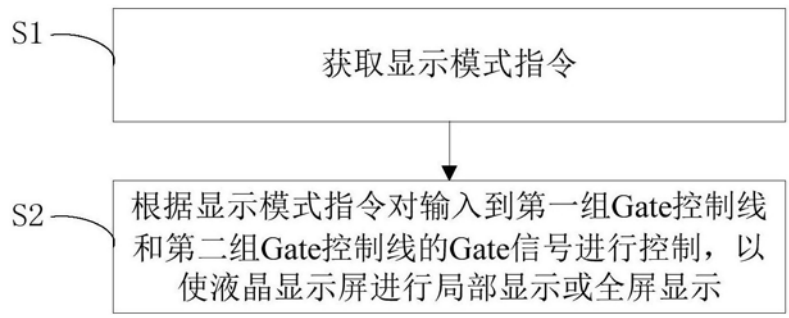 S1
获取显示模式指令
S2
根据显示模式指令对输入到第一组Gate控制线
和第二组Gate控制线的Gate信号进行控制，以
使液晶显示屏进行局部显示或全屏显示